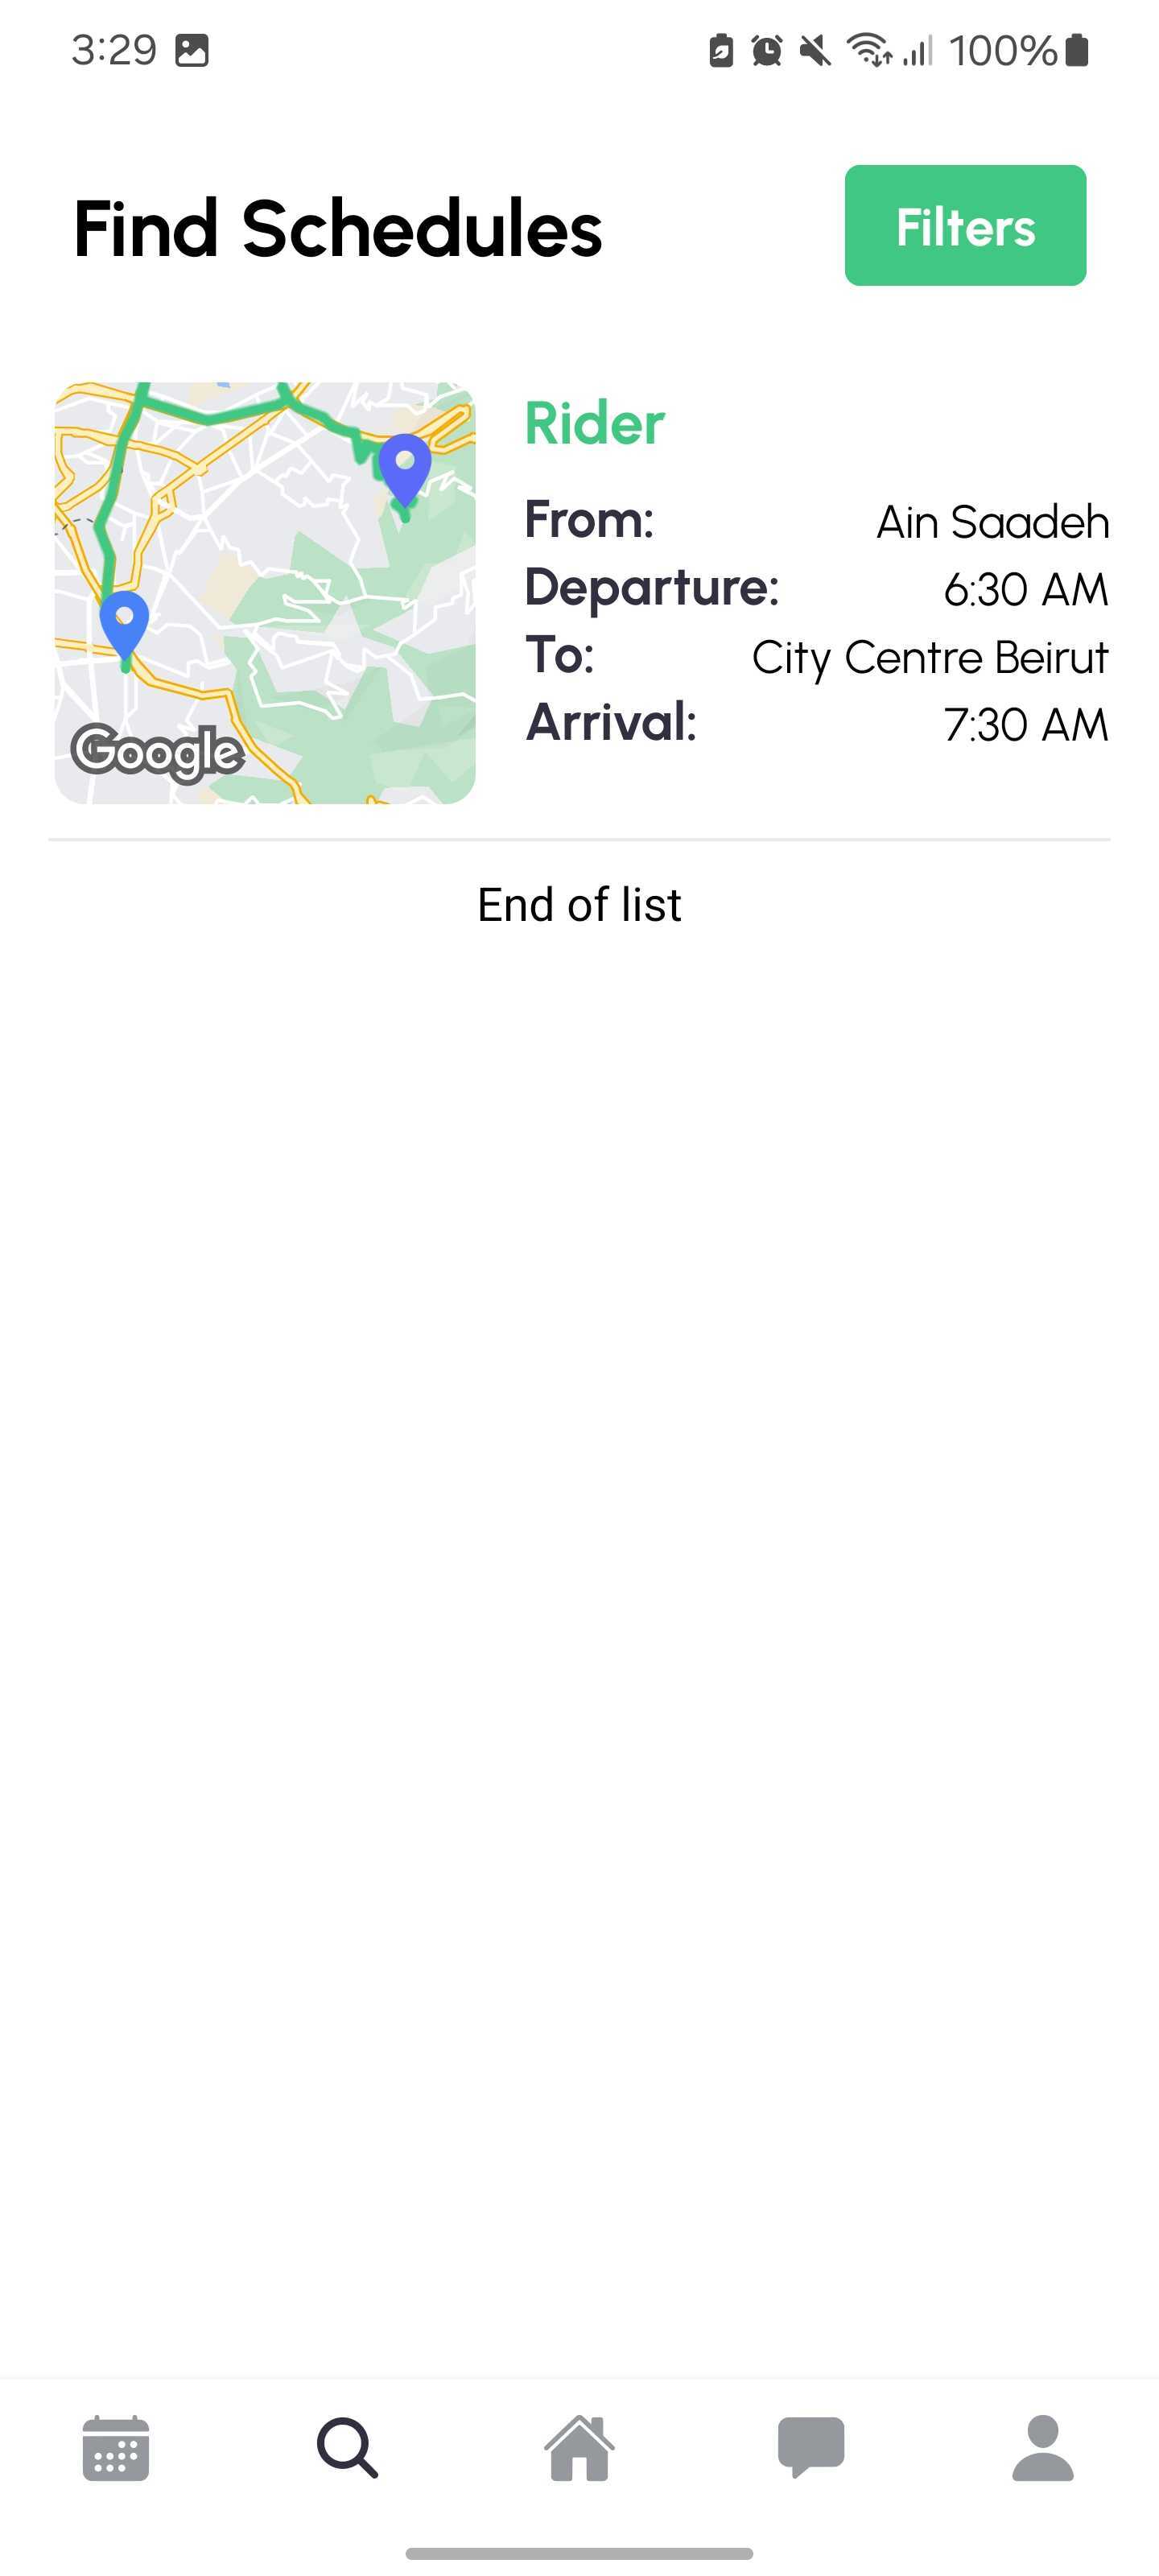 3:29 100%
Find Schedules
Filters
Google
Rider
From: Ain Saadeh
Departure: 6:30 AM
To: City Centre Beirut
Arrival: 7:30 AM
End of list